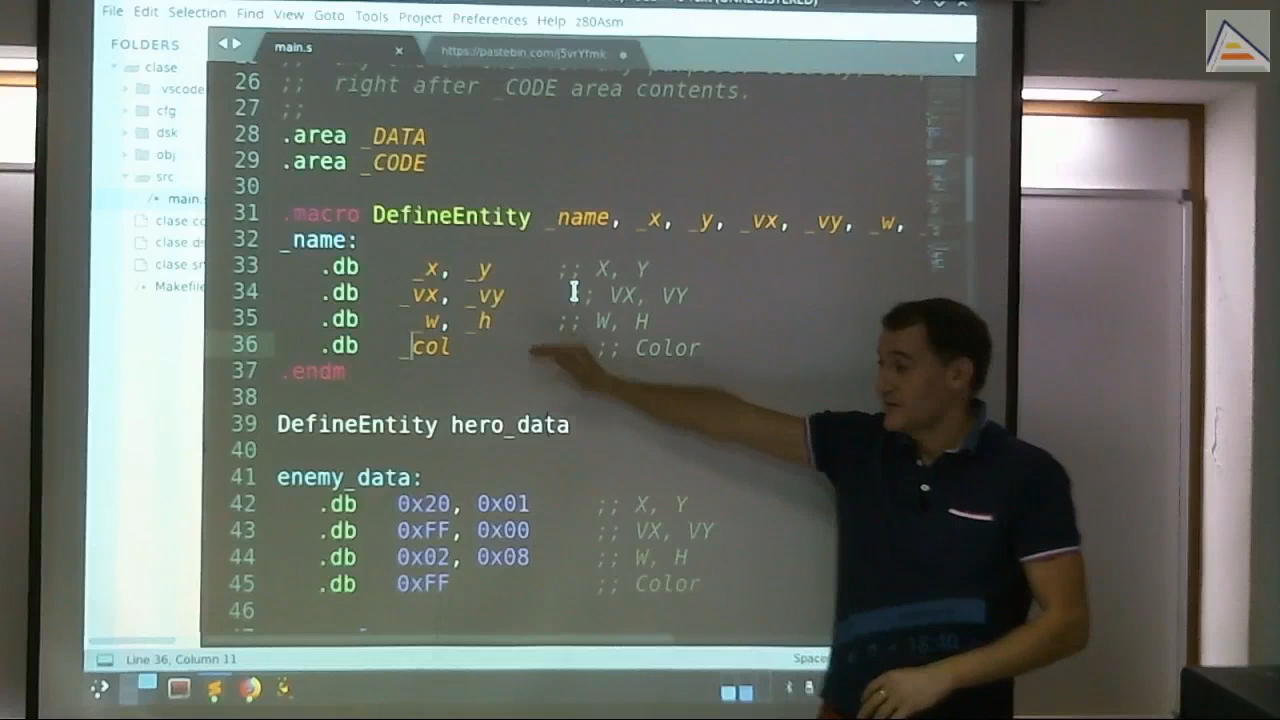 File Edit Selection Find View Goto Tools Project Preferences Help z80Asm
FOLDERS
clase
vscode
cfg
dsk
obj
src
main.s
clase
clase
clase
Makefile
main.s
https://pastebin.com/j5vrYfmk
26 ;; right after _CODE area contents.
27 ;;
28 .area _DATA
29 .area _CODE
30
31 .macro DefineEntity _name, _x, _y, _vx, _vy, _w, _
32 _name:
33 .db _x, _y ;; X, Y
34 .db _vx, _vy ;; VX, VY
35 .db _w, _h ;; W, H
36 .db _col ;; Color
37 .endm
38
39 DefineEntity hero_data
40
41 enemy_data:
42 .db 0x20, 0x01 ;; X, Y
43 .db 0xFF, 0x00 ;; VX, VY
44 .db 0x02, 0x08 ;; W, H
45 .db 0xFF ;; Color
46
Line 36, Column 11